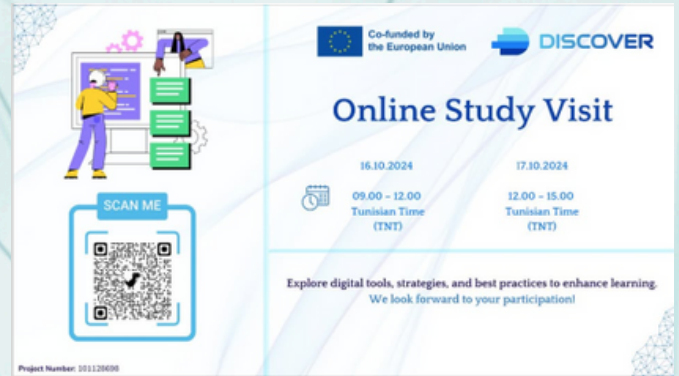 Co-funded by
the European Union
DISCOVER
Online Study Visit
16.10.2024
09.00 – 12.00
Tunisian Time
(TNT)
17.10.2024
12.00 – 15.00
Tunisian Time
(TNT)
SCAN ME
Explore digital tools, strategies, and best practices to enhance learning.
We look forward to your participation!
Project Number: 101128698